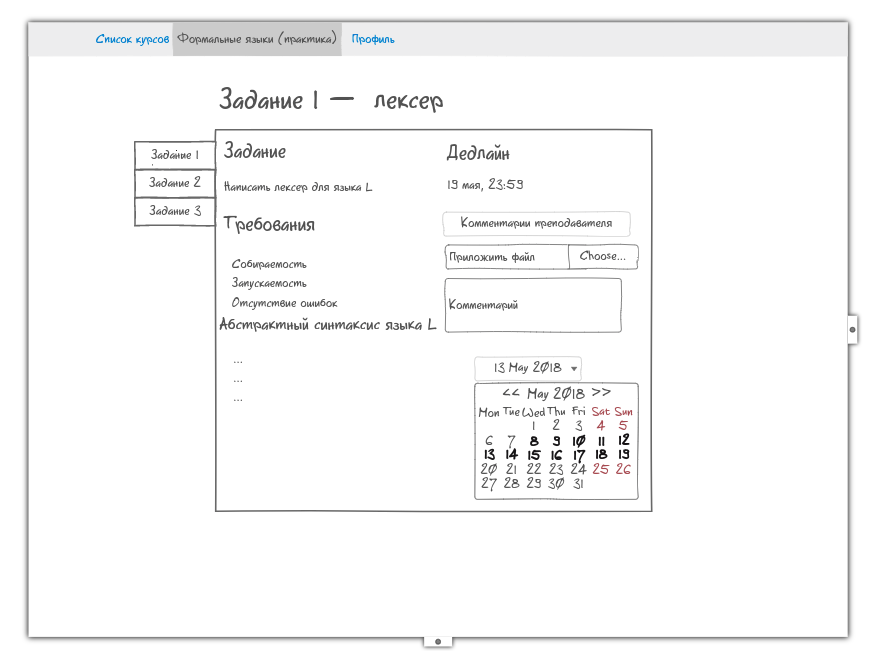 Список курсов Формальные языки (практика) Профиль
Задание 1 — лексер
Задание 1
Задание 2
Задание 3
Задание
Написать лексер для языка L
Требования
Собираемость
Запускаемость
Отсутствие ошибок
Абстрактный синтаксис языка L
...
...
...
Дедлайн
19 мая, 23:59
Комментарии преподавателя
Приложить файл Choose...
Комментарий
13 May 2018
<< May 2018 >>
Mon Tue Wed Thu Fri Sat Sun
1 2 3 4 5
6 7 8 9 10 11 12
13 14 15 16 17 18 19
20 21 22 23 24 25 26
27 28 29 30 31